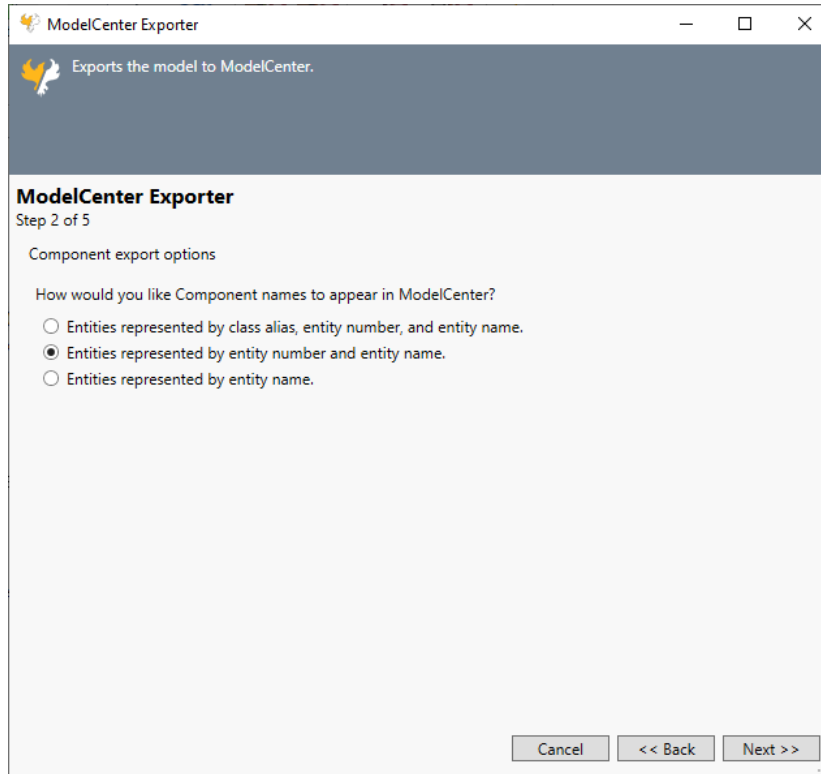 ModelCenter Exporter
Exports the model to ModelCenter.
ModelCenter Exporter
Step 2 of 5
Component export options
How would you like Component names to appear in ModelCenter?
Entities represented by class alias, entity number, and entity name.
Entities represented by entity number and entity name.
Entities represented by entity name.
Cancel
<< Back
Next >>